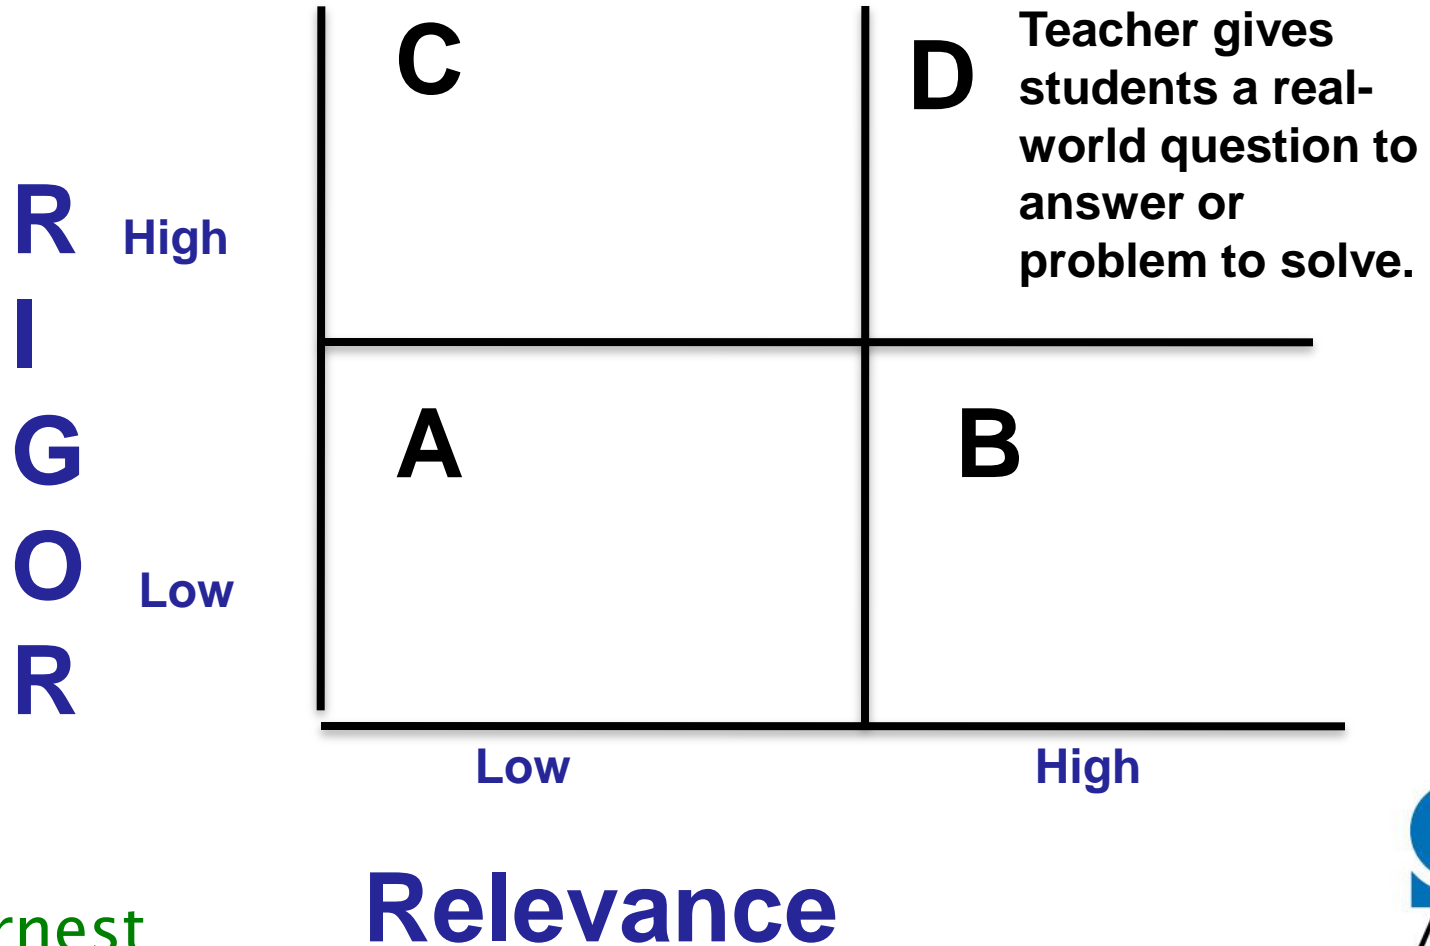 C
D
Teacher gives
students a real-
world question to
answer or
problem to solve.
R
I
G
O
R
High
Low
A
B
Low
High
Relevance